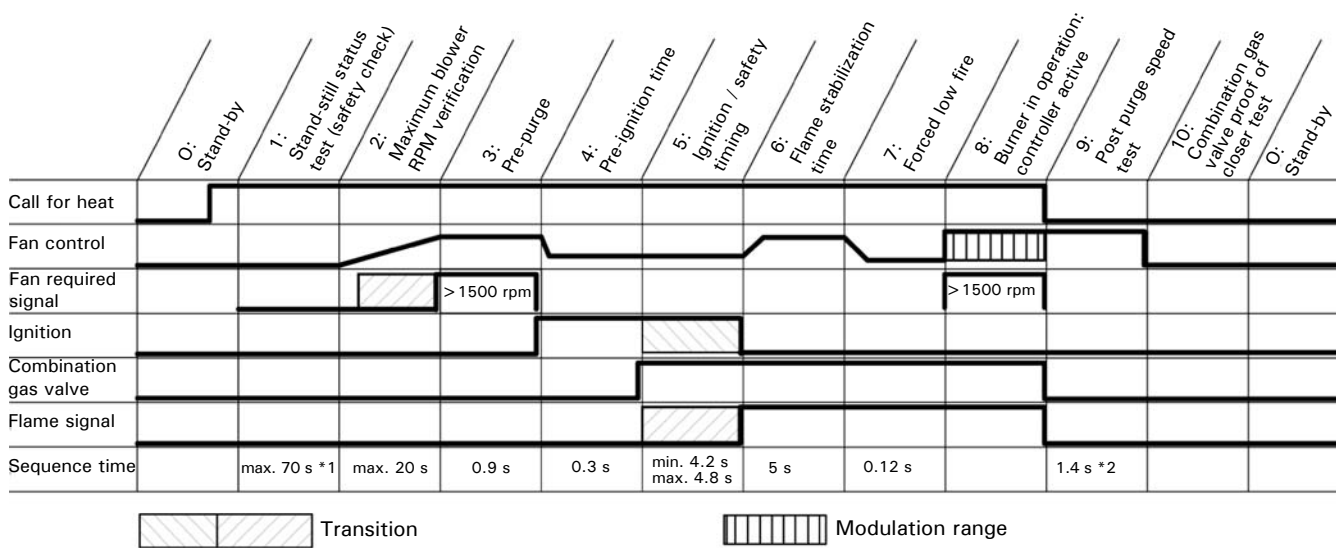 O:
Stand-by
1:
Stand-still status
test (safety check)
2:
Maximum blower
RPM verification
3:
Pre-purge
4:
Pre-ignition time
5:
Ignition / safety
timing
6:
Flame stabilization
time
7:
Forced low fire
8:
Burner in operation:
controller active
9:
Post purge speed
test
10:
Combination gas
valve proof of
closer test
O:
Stand-by
Call for heat
Fan control
Fan required
signal
>1500 rpm
>1500 rpm
Ignition
Combination
gas valve
Flame signal
Sequence time
max. 70 s *1
max. 20 s
0.9 s
0.3 s
min. 4.2 s
max. 4.8 s
5 s
0.12 s
1.4 s *2
Transition
Modulation range